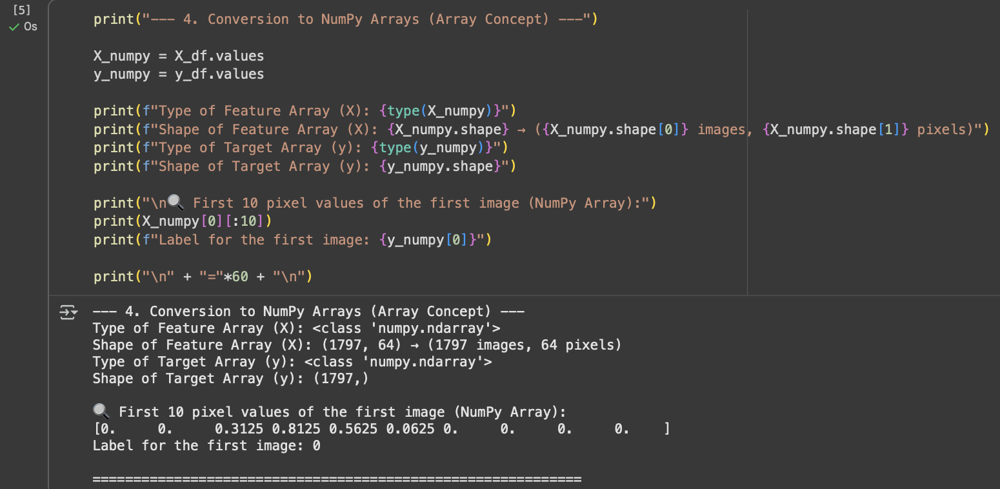 [5]
0s
print("--- 4. Conversion to NumPy Arrays (Array Concept) ---")
X_numpy = X_df.values
y_numpy = y_df.values
print(f"Type of Feature Array (X): {type(X_numpy)}")
print(f"Shape of Feature Array (X): {X_numpy.shape} → ({X_numpy.shape[0]} images, {X_numpy.shape[1]} pixels)")
print(f"Type of Target Array (y): {type(y_numpy)}")
print(f"Shape of Target Array (y): {y_numpy.shape}")
print("\n🔍 First 10 pixel values of the first image (NumPy Array):")
print(X_numpy[0][:10])
print(f"Label for the first image: {y_numpy[0]}")
print("\n" + "="*60 + "\n")
--- 4. Conversion to NumPy Arrays (Array Concept) ---
Type of Feature Array (X): <class 'numpy.ndarray'>
Shape of Feature Array (X): (1797, 64) → (1797 images, 64 pixels)
Type of Target Array (y): <class 'numpy.ndarray'>
Shape of Target Array (y): (1797,)
🔍 First 10 pixel values of the first image (NumPy Array):
[0.     0.     0.3125 0.8125 0.5625 0.0625 0.     0.     0.     0.    ]
Label for the first image: 0
============================================================